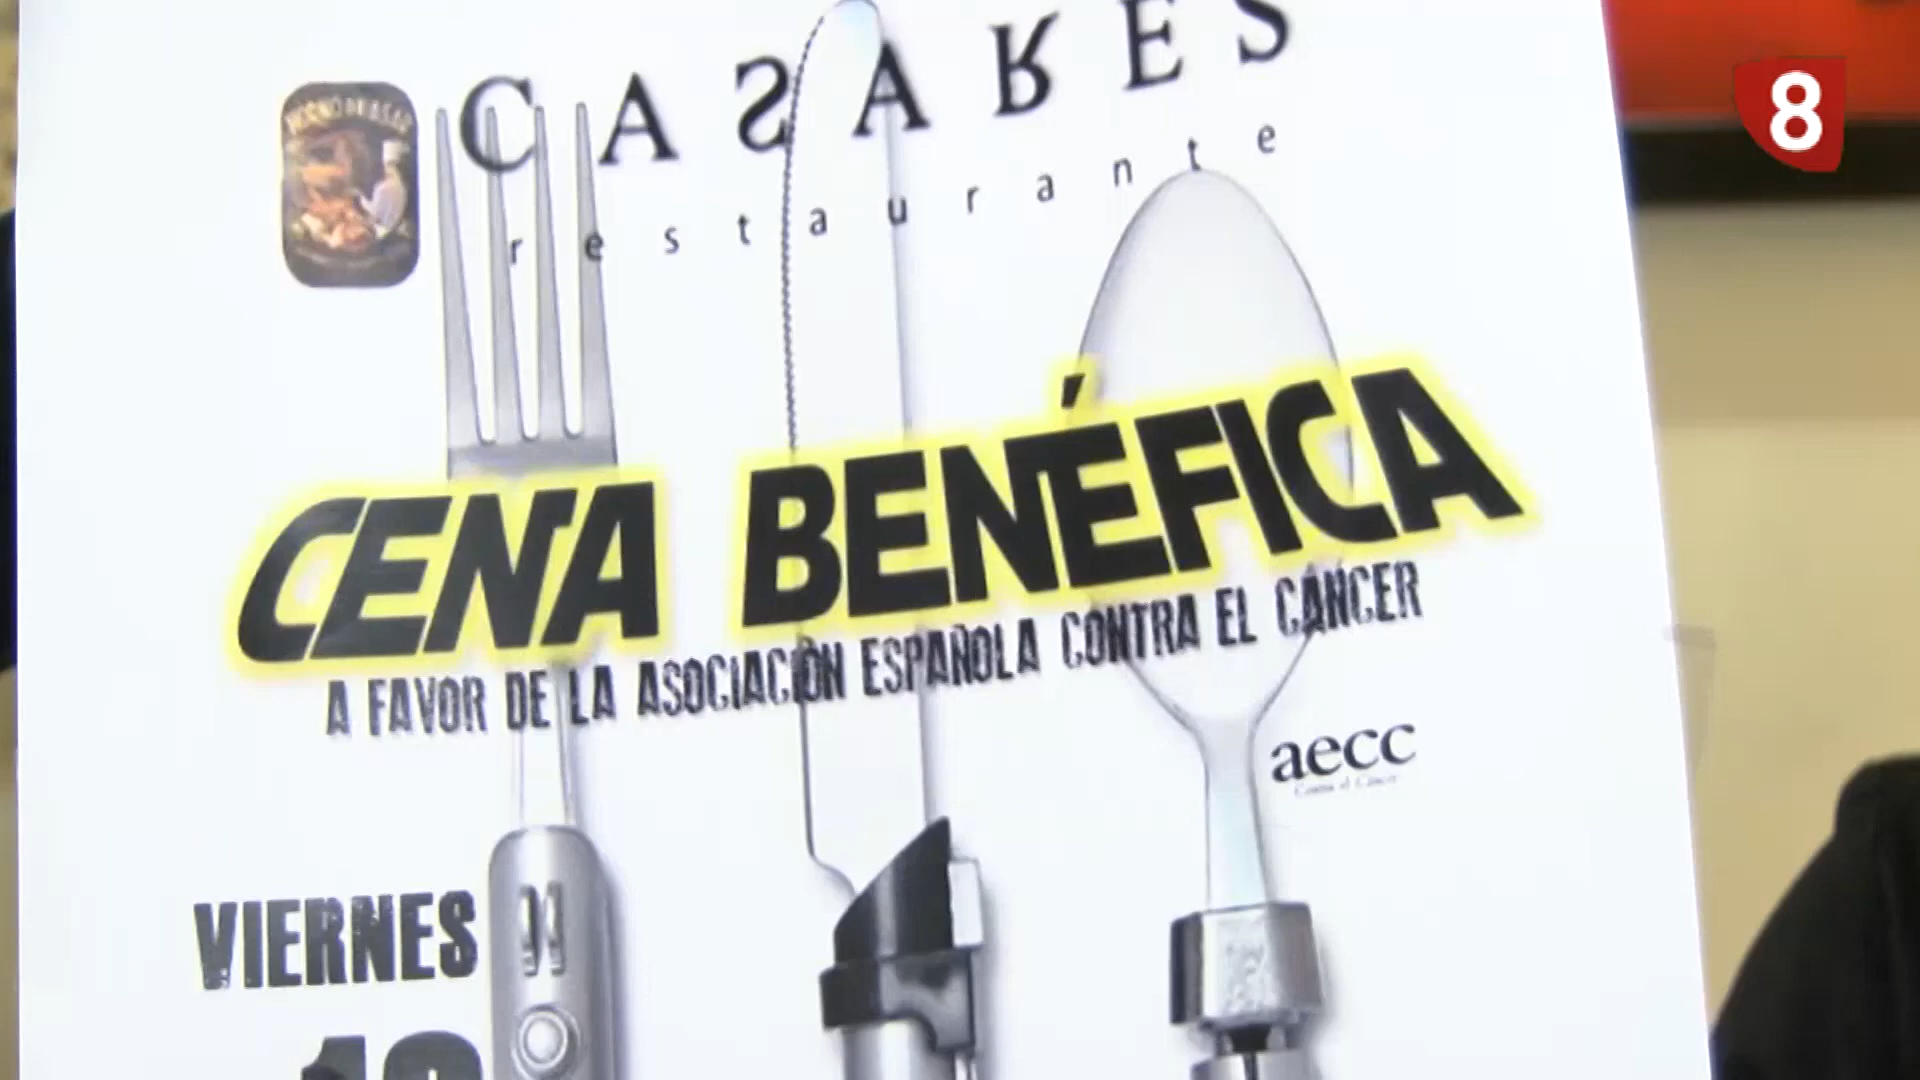 8
CASARES
restaurante
CENA BENÉFICA
A FAVOR DE LA ASOCIACIÓN ESPAÑOLA CONTRA EL CÁNCER
aecc
VIERNES